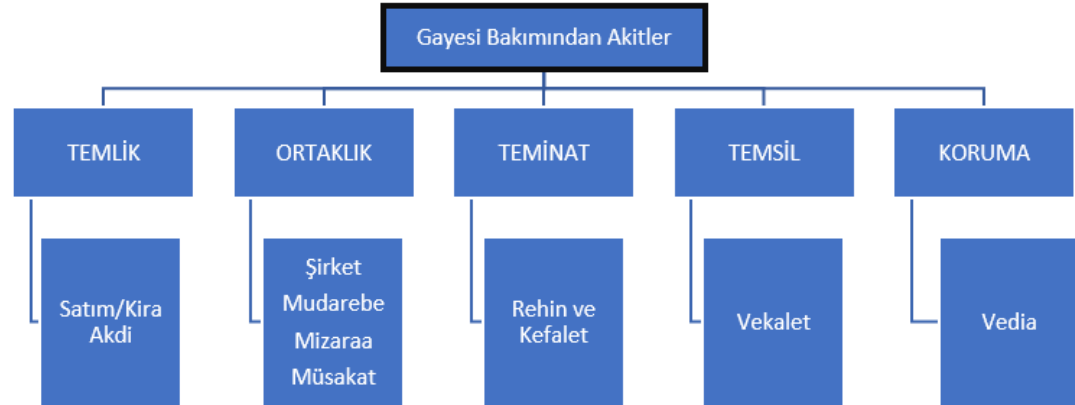 Gayesi Bakımından Akitler
TEMLİK
ORTAKLIK
TEMİNAT
TEMSİL
KORUMA
Satım/Kira
Akdi
Şirket
Mudarebe
Mizaraa
Müsakat
Rehin ve
Kefalet
Vekalet
Vedia